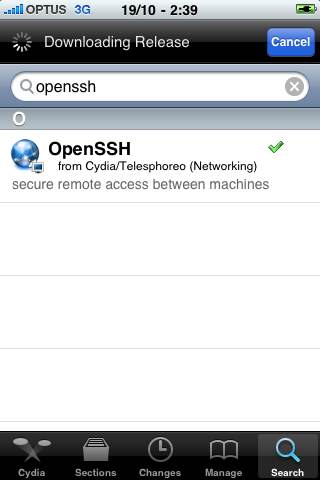 OPTUS 3G 19/10 - 2:39
Downloading Release Cancel
openssh
O
OpenSSH
from Cydia/Telesphoreo (Networking)
secure remote access between machines
Cydia Sections Changes Manage Search